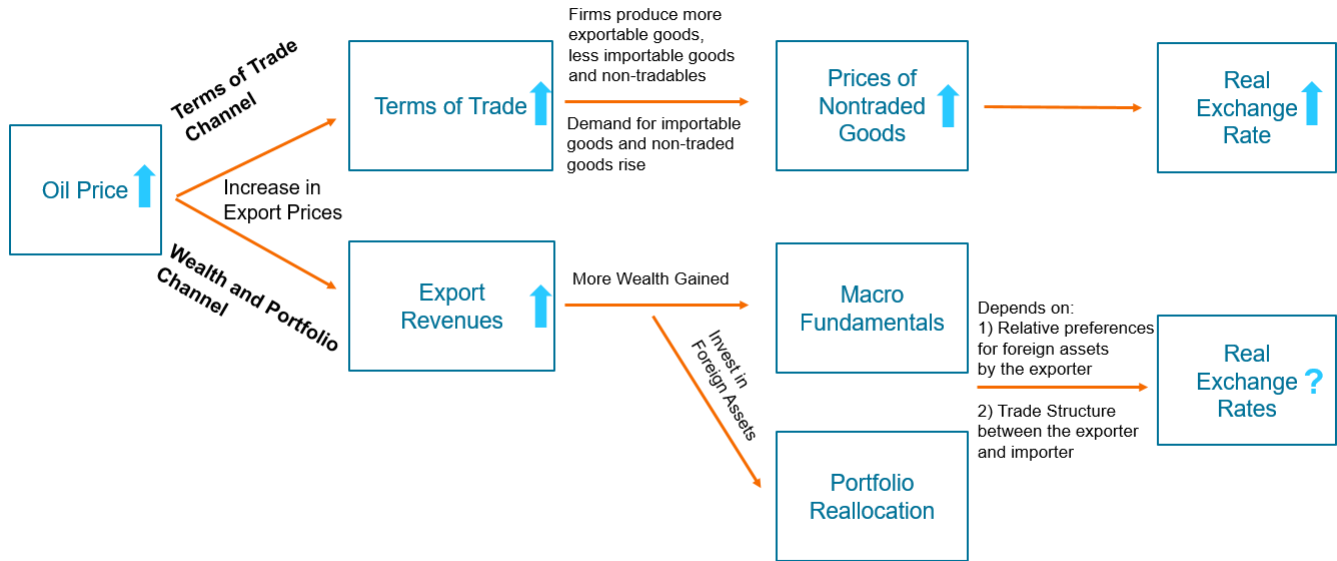 Oil Price
Terms of Trade
Channel
Increase in
Export Prices
Wealth and Portfolio
Channel
Terms of Trade
Firms produce more
exportable goods,
less importable goods
and non-tradables
Demand for importable
goods and non-traded
goods rise
Prices of
Nontraded
Goods
Real
Exchange
Rate
Export
Revenues
More Wealth Gained
Invest in
Foreign Assets
Macro
Fundamentals
Portfolio
Reallocation
Depends on:
1) Relative preferences
for foreign assets
by the exporter
2) Trade Structure
between the exporter
and importer
Real
Exchange ?
Rates